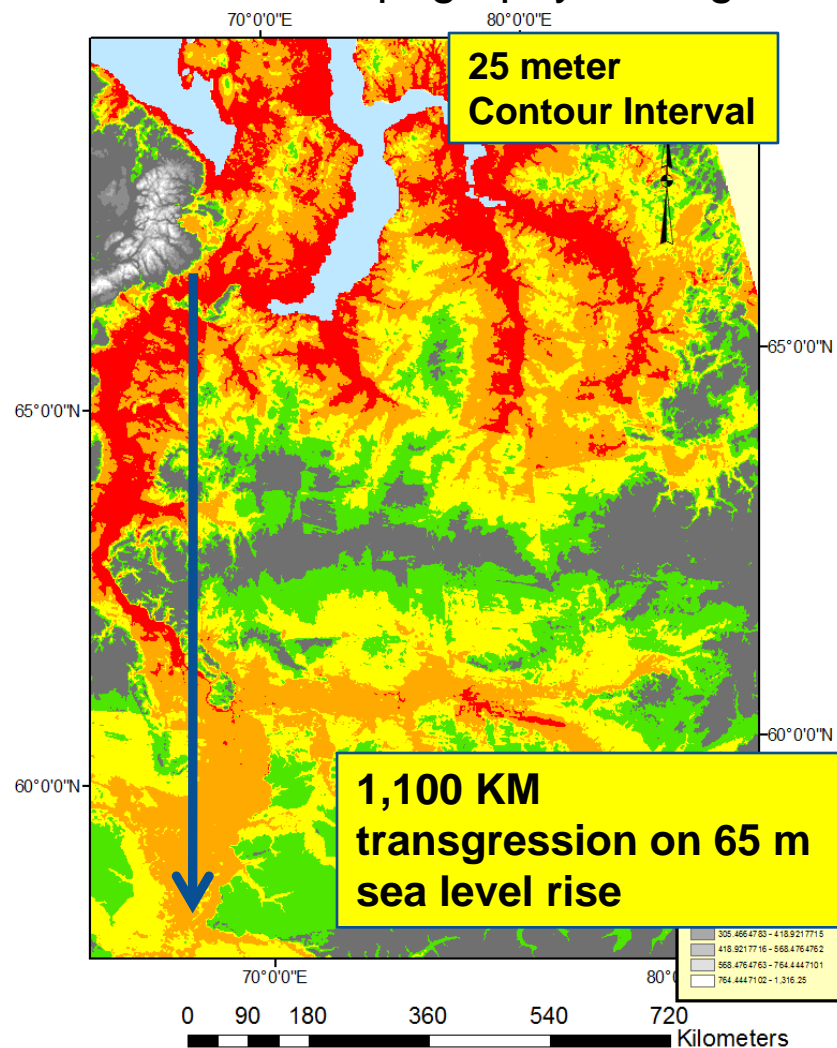 70°0'0"E 80°0'0"E
25 meter
Contour Interval
65°0'0"N
65°0'0"N
60°0'0"N
60°0'0"N
1,100 KM
transgression on 65 m
sea level rise
305.4664783 - 418.9217715
418.9217716 - 568.4764762
568.4764763 - 764.4447101
764.4447102 - 1,316.25
70°0'0"E
0 90 180 360 540 720
Kilometers